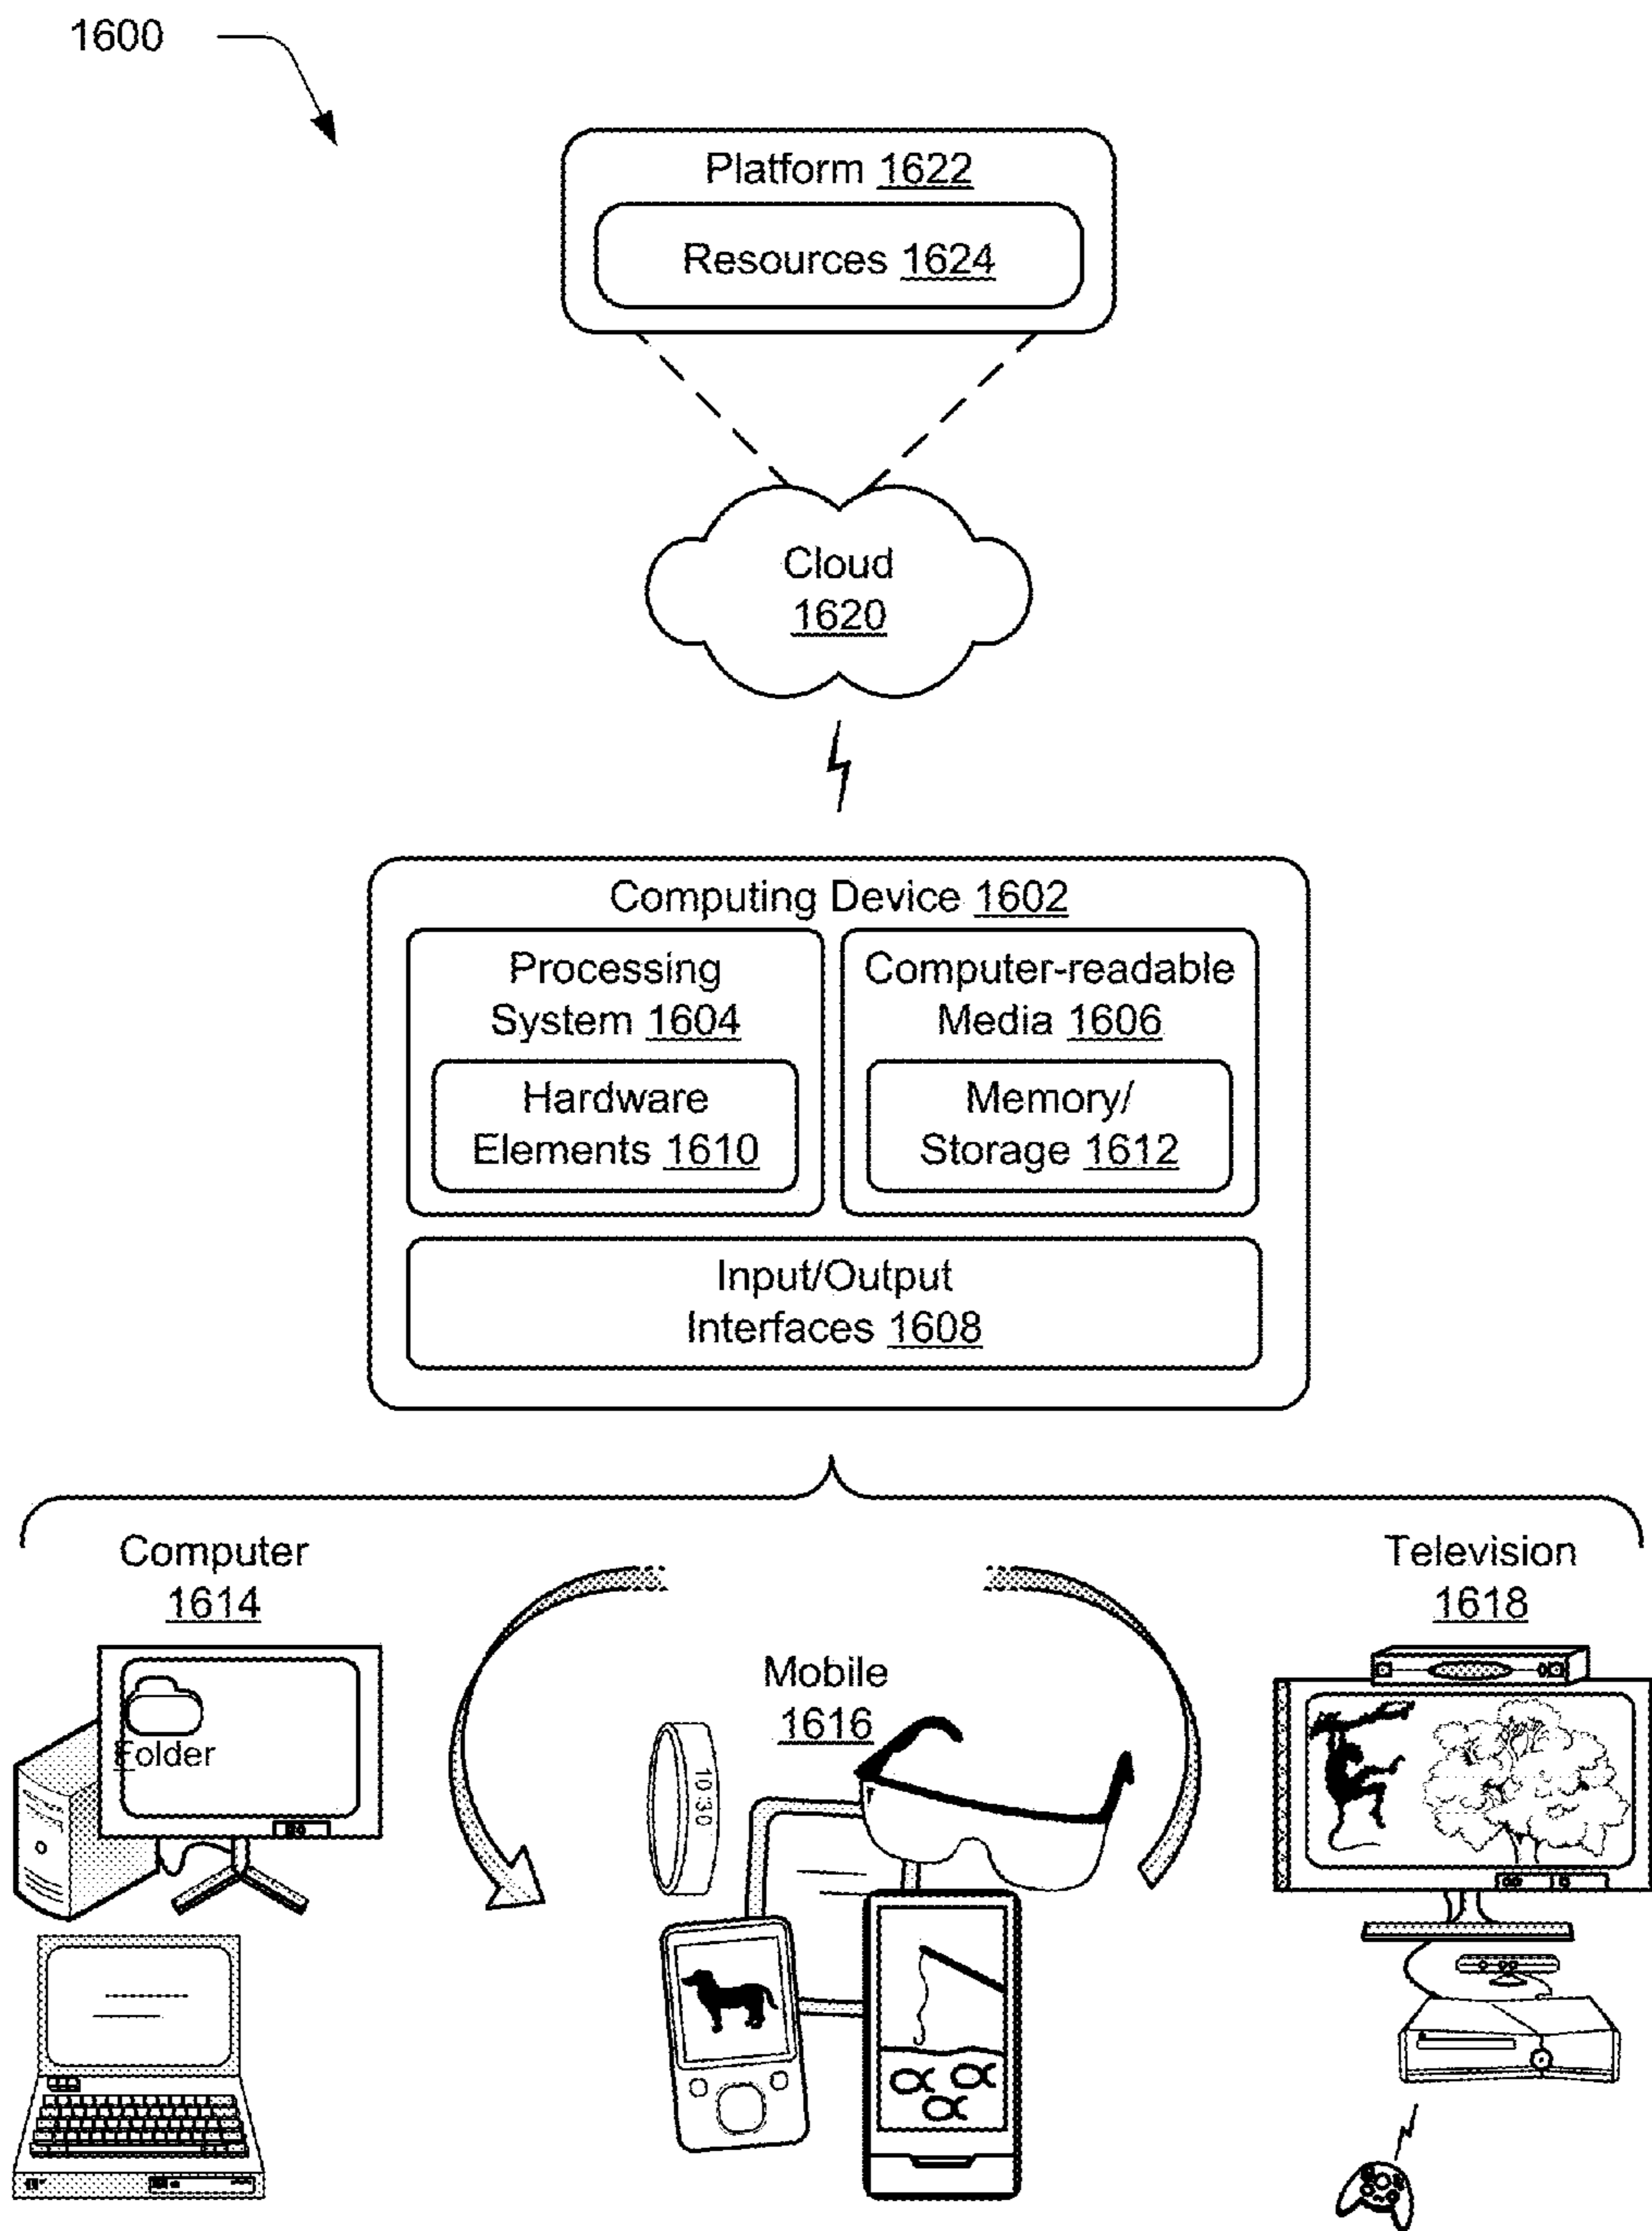 1600
Platform 1622
Resources 1624
Cloud
1620
Computing Device 1602
Processing
System 1604
Computer-readable
Media 1606
Hardware
Elements 1610
Memory/
Storage 1612
Input/Output
Interfaces 1608
Computer
1614
Mobile
1616
Television
1618
Folder
10:30